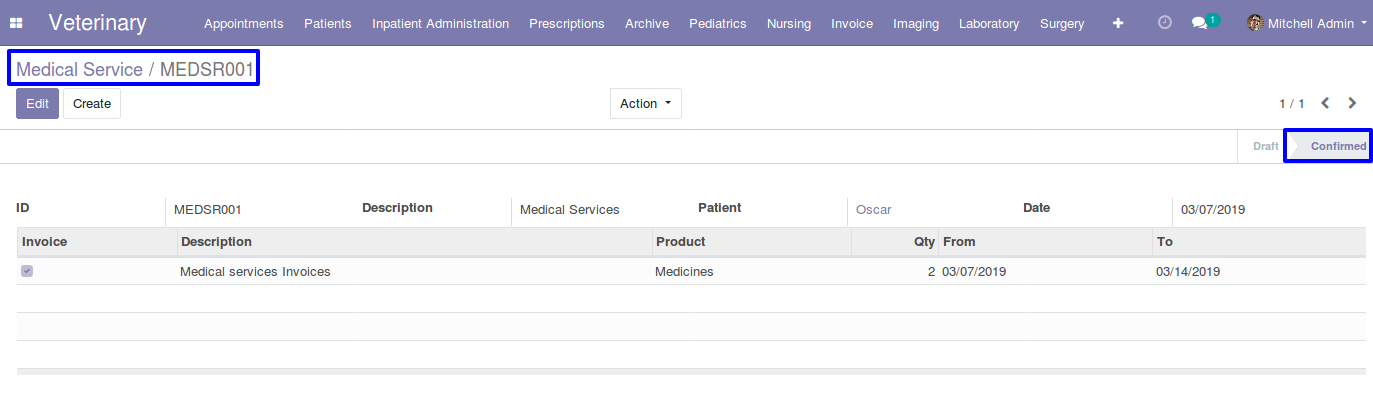 Veterinary Appointments Patients Inpatient Administration Prescriptions Archive Pediatrics Nursing Invoice Imaging Laboratory Surgery 1 Mitchell Admin
Medical Service / MEDSR001
Edit Create Action 1 / 1
Draft Confirmed
ID MEDSR001 Description Medical Services Patient Oscar Date 03/07/2019
Invoice Description Product Qty From To
Medical services Invoices Medicines 2 03/07/2019 03/14/2019